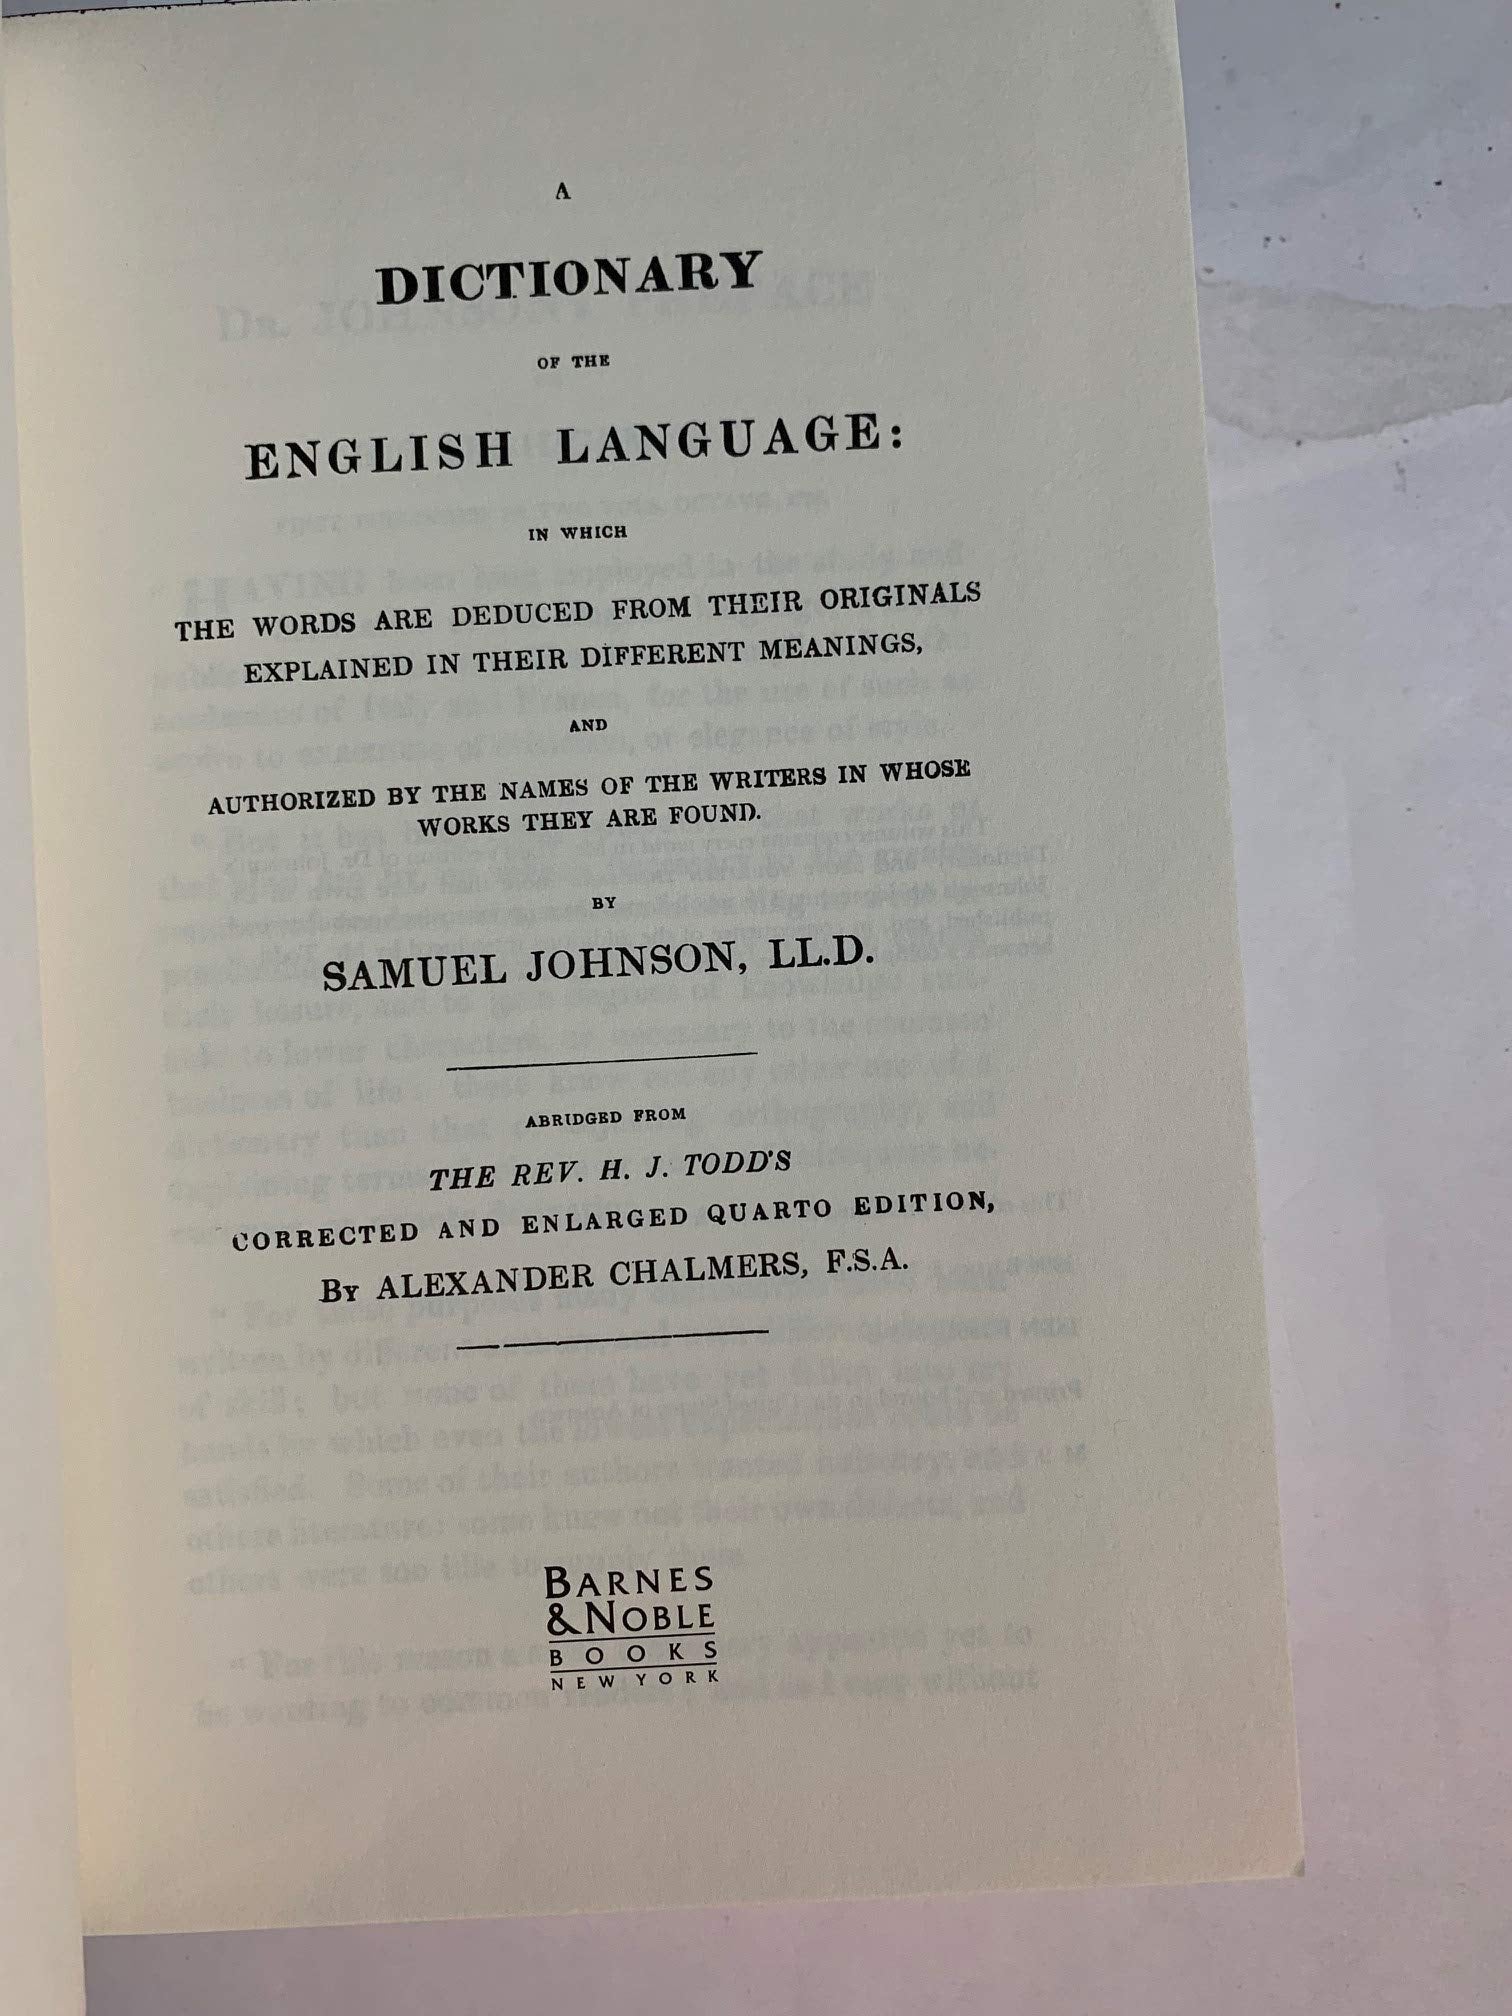 A
DICTIONARY
OF THE
ENGLISH LANGUAGE:
IN WHICH
THE WORDS ARE DEDUCED FROM THEIR ORIGINALS
EXPLAINED IN THEIR DIFFERENT MEANINGS,
AND
AUTHORIZED BY THE NAMES OF THE WRITERS IN WHOSE
WORKS THEY ARE FOUND.
BY
SAMUEL JOHNSON, LL.D.
ABRIDGED FROM
THE REV. H. J. TODD'S
CORRECTED AND ENLARGED QUARTO EDITION,
BY ALEXANDER CHALMERS, F.S.A.
BARNES
&NOBLE
BOOKS
NEW YORK